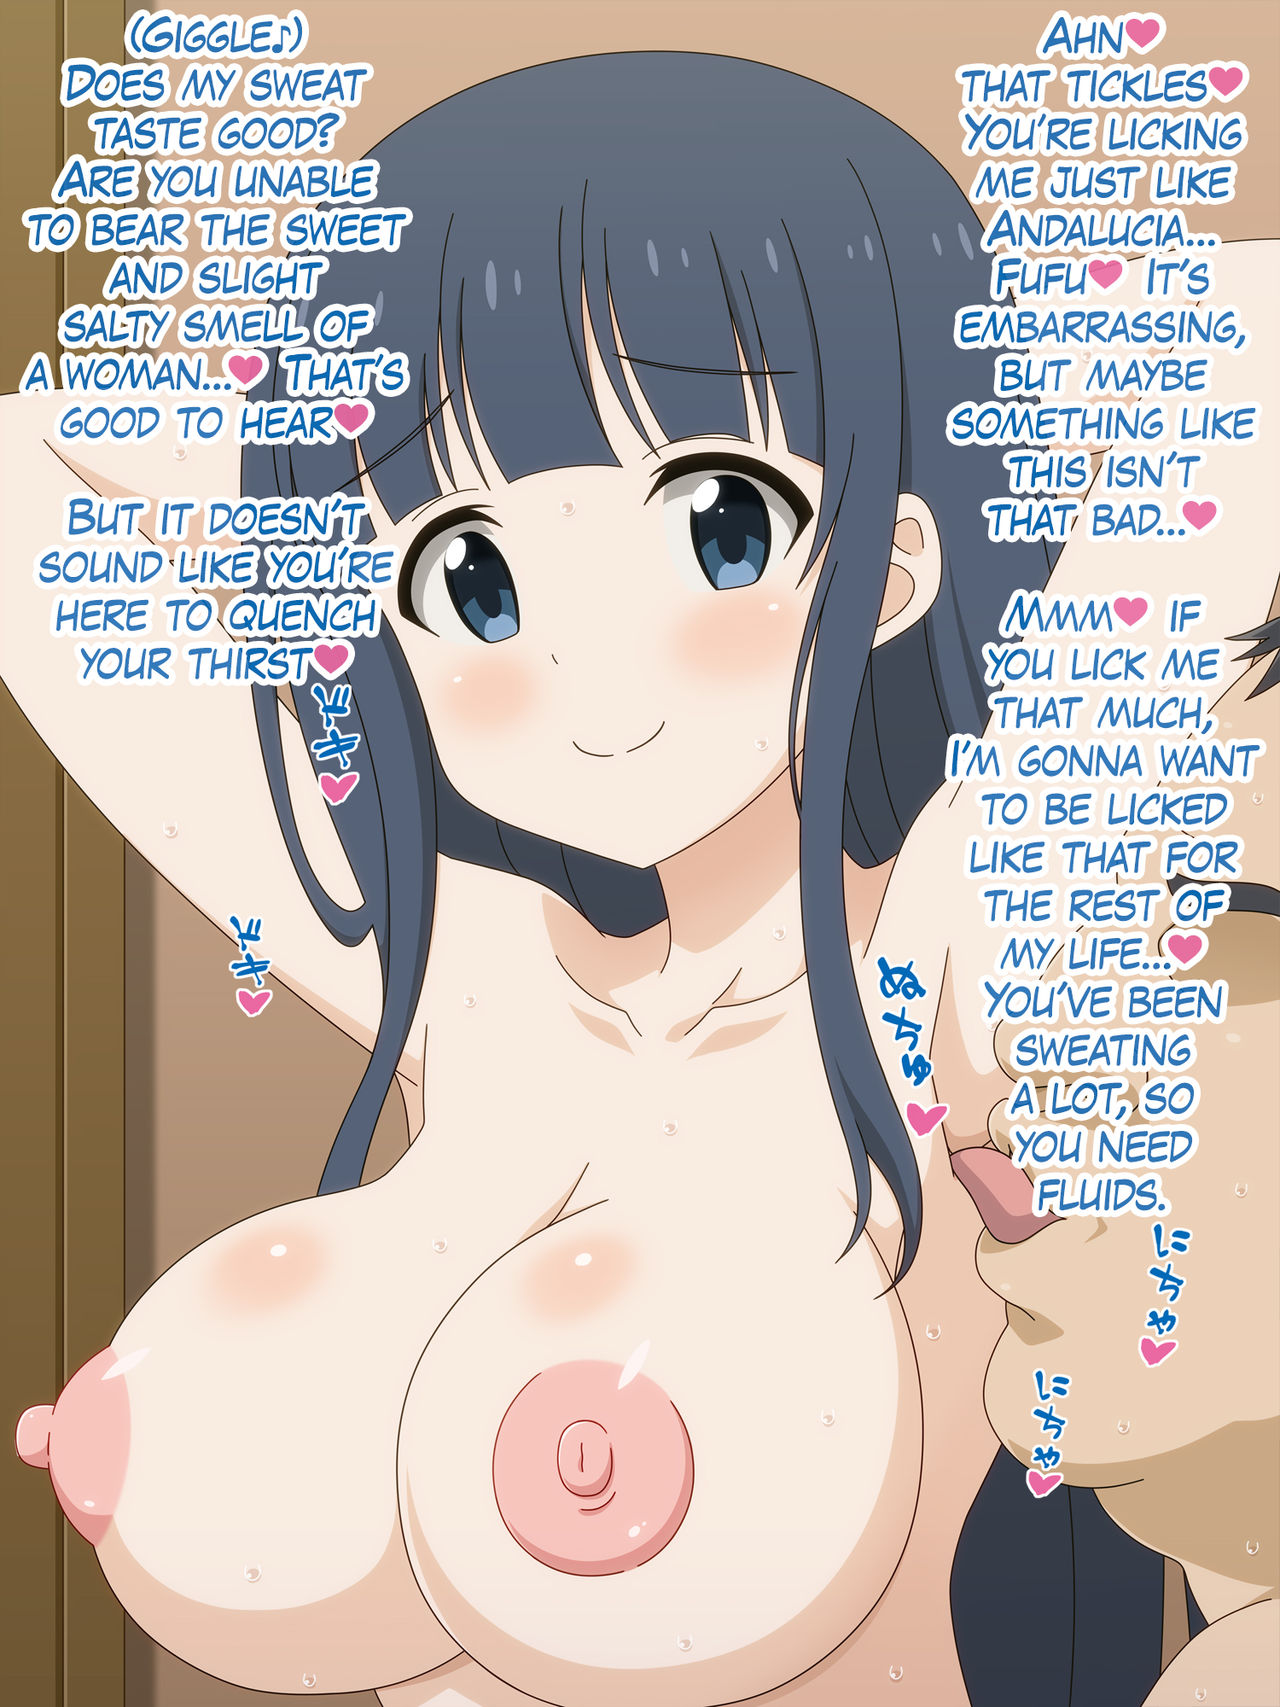 (Giggle♪)
Does my sweat
taste good?
Are you unable
to bear the sweet
and slight
salty smell of
a woman...♥ That's
good to hear♥
But it doesn't
sound like you're
here to quench
your thirst♥
Ahn♥
that tickles♥
You're licking
me just like
Andalucia...
Fufu♥ It's
embarrassing,
but maybe
something like
this isn't
that bad...♥
Mmm♥ if
you lick me
that much,
I'm gonna want
to be licked
like that for
the rest of
my life...♥
You've been
sweating
a lot, so
you need
fluids.
ドキ♥
ドキ♥
ぬちゅ♥
にちゃ♥
にちゃ♥